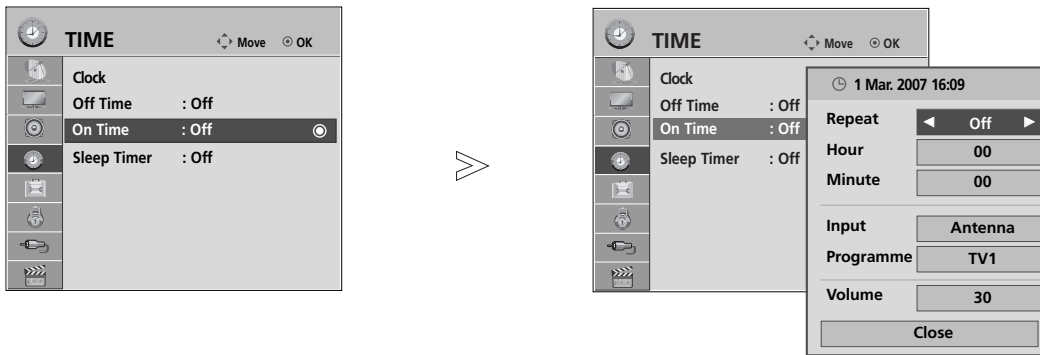 TIME Move OK
Clock
Off Time : Off
On Time : Off
Sleep Timer : Off
TIME Move OK
Clock
Off Time : Off
On Time : Off
Sleep Timer : Off
1 Mar. 2007 16:09
Repeat ◄ Off ►
Hour 00
Minute 00
Input Antenna
Programme TV1
Volume 30
Close